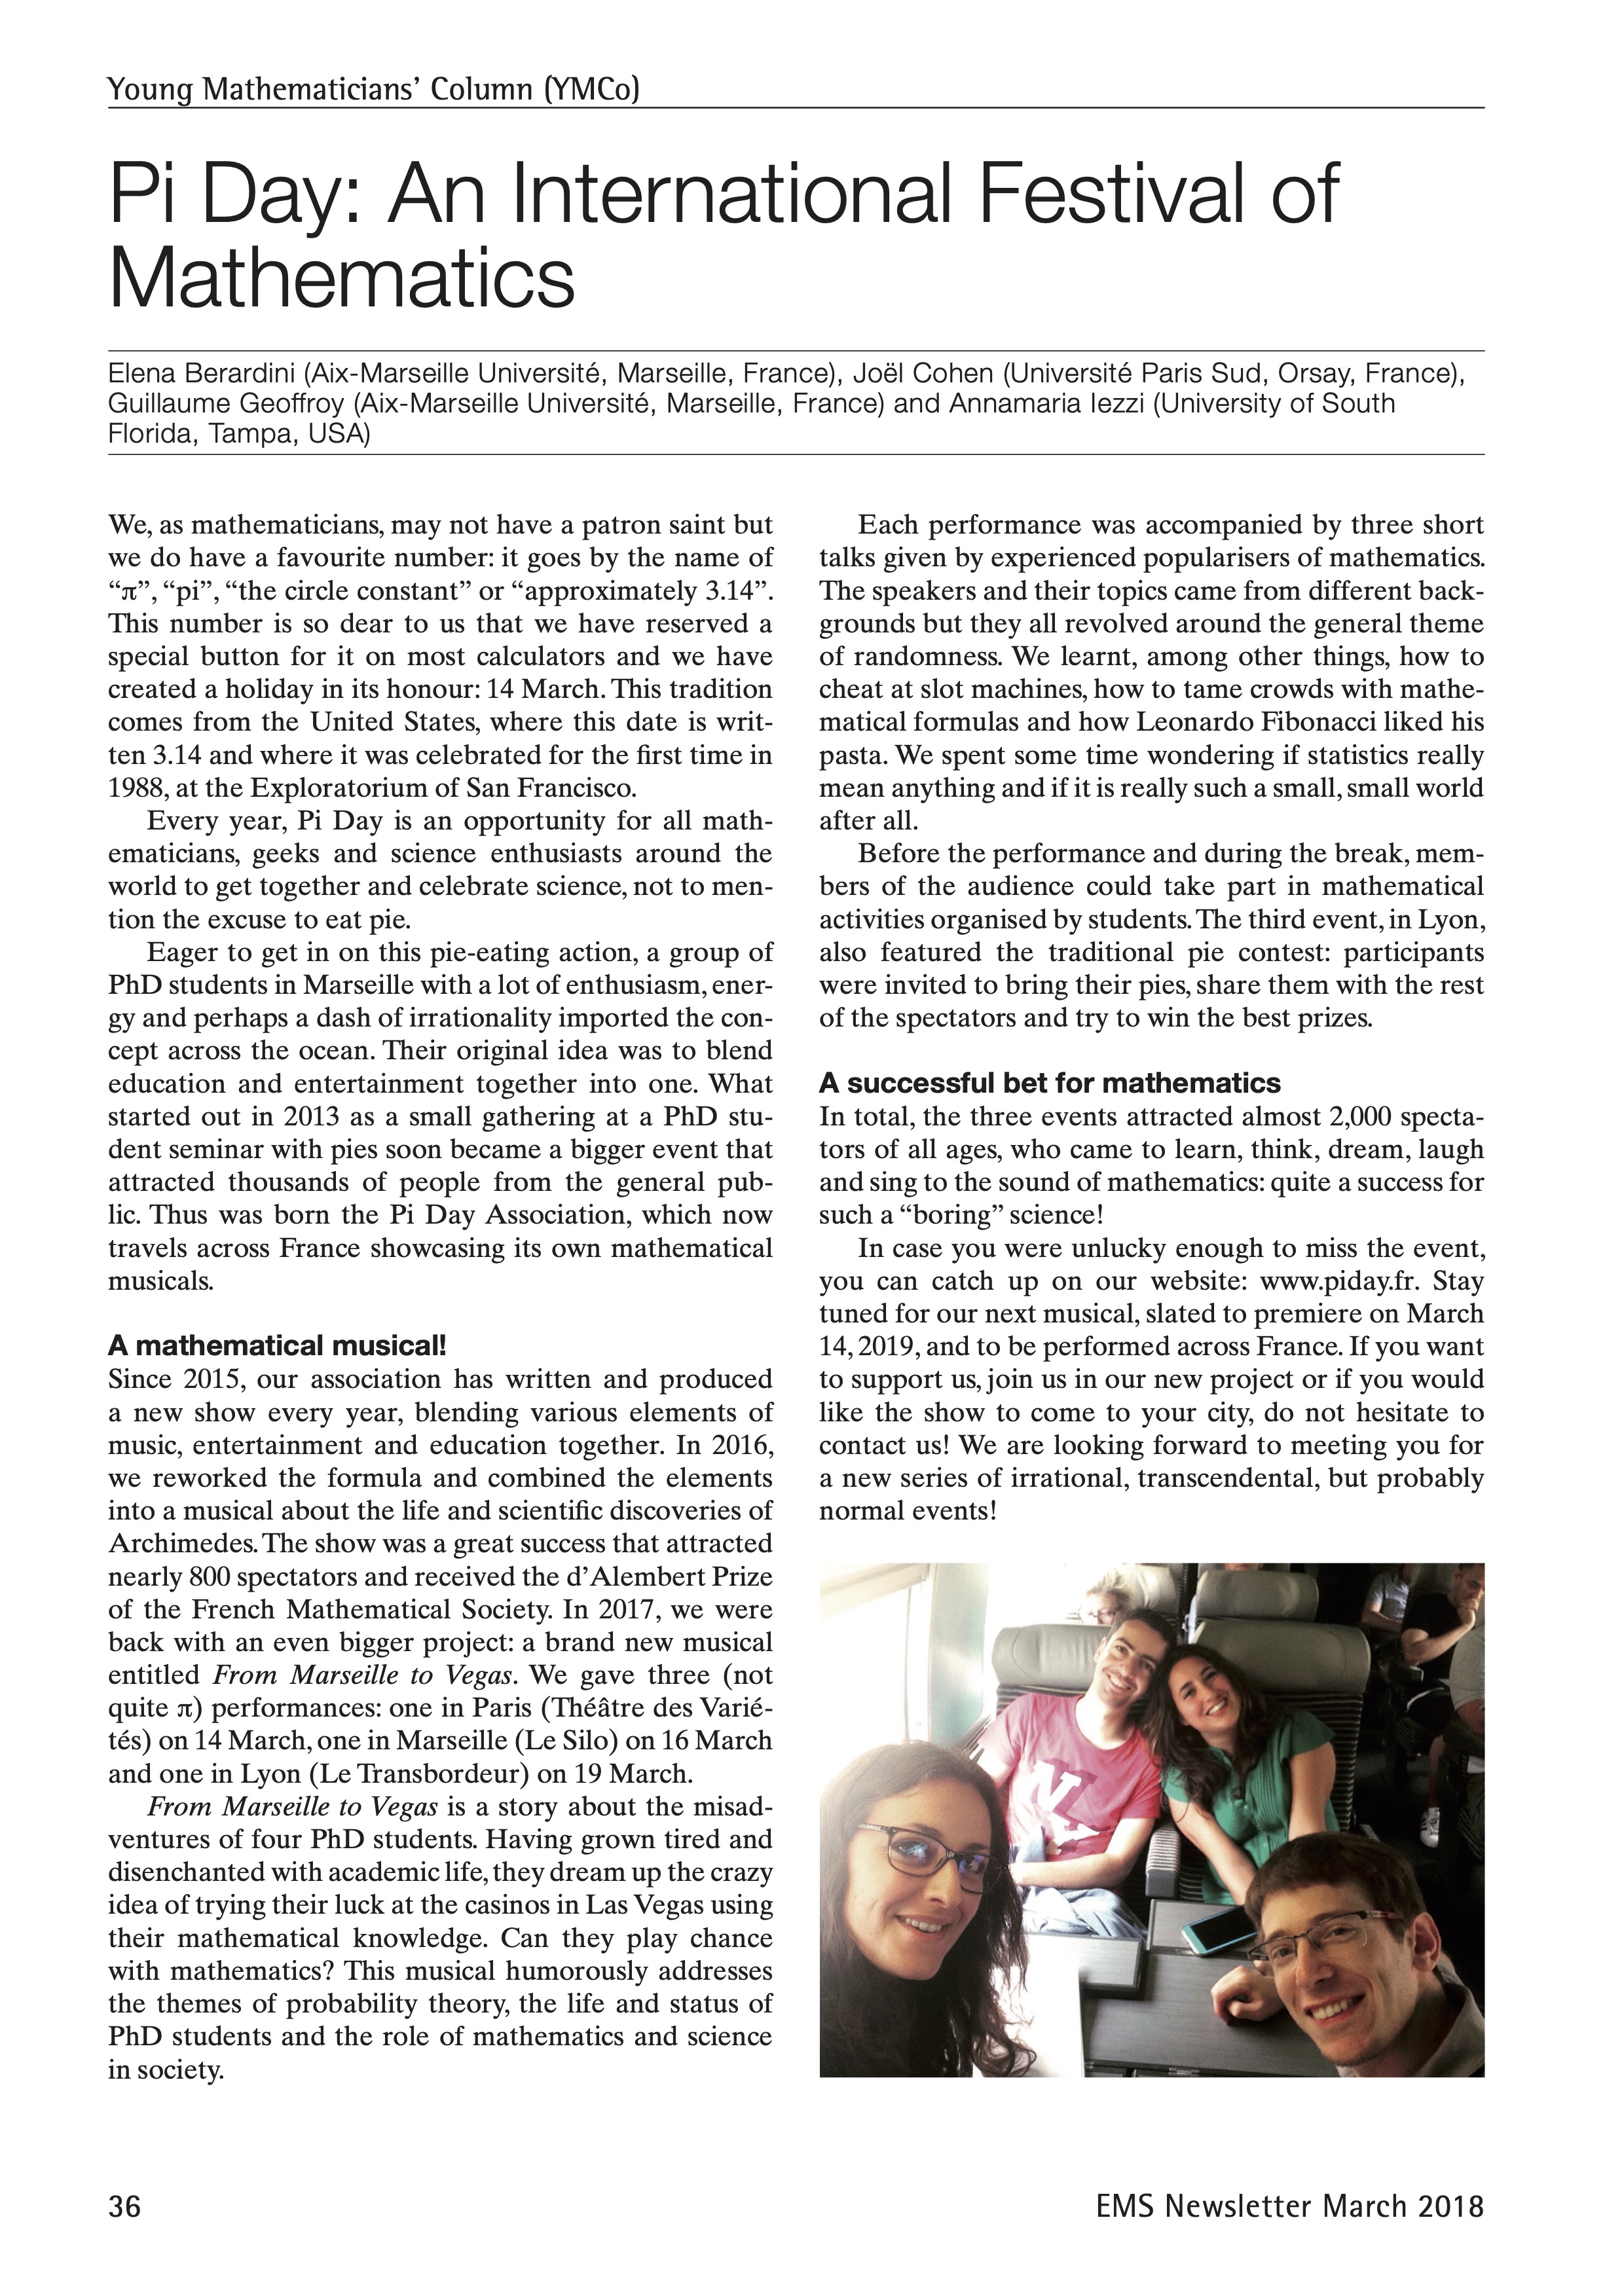 Young Mathematicians’ Column (YMCo)
Pi Day: An International Festival of
Mathematics
Elena Berardini (Aix-Marseille Université, Marseille, France), Joël Cohen (Université Paris Sud, Orsay, France),
Guillaume Geoffroy (Aix-Marseille Université, Marseille, France) and Annamaria Iezzi (University of South
Florida, Tampa, USA)
We, as mathematicians, may not have a patron saint but
we do have a favourite number: it goes by the name of
“π”, “pi”, “the circle constant” or “approximately 3.14”.
This number is so dear to us that we have reserved a
special button for it on most calculators and we have
created a holiday in its honour: 14 March. This tradition
comes from the United States, where this date is writ-
ten 3.14 and where it was celebrated for the first time in
1988, at the Exploratorium of San Francisco.
Every year, Pi Day is an opportunity for all math-
ematicians, geeks and science enthusiasts around the
world to get together and celebrate science, not to men-
tion the excuse to eat pie.
Eager to get in on this pie-eating action, a group of
PhD students in Marseille with a lot of enthusiasm, ener-
gy and perhaps a dash of irrationality imported the con-
cept across the ocean. Their original idea was to blend
education and entertainment together into one. What
started out in 2013 as a small gathering at a PhD stu-
dent seminar with pies soon became a bigger event that
attracted thousands of people from the general pub-
lic. Thus was born the Pi Day Association, which now
travels across France showcasing its own mathematical
musicals.
A mathematical musical!
Since 2015, our association has written and produced
a new show every year, blending various elements of
music, entertainment and education together. In 2016,
we reworked the formula and combined the elements
into a musical about the life and scientific discoveries of
Archimedes. The show was a great success that attracted
nearly 800 spectators and received the d’Alembert Prize
of the French Mathematical Society. In 2017, we were
back with an even bigger project: a brand new musical
entitled From Marseille to Vegas. We gave three (not
quite π) performances: one in Paris (Théâtre des Varié-
tés) on 14 March, one in Marseille (Le Silo) on 16 March
and one in Lyon (Le Transbordeur) on 19 March.
From Marseille to Vegas is a story about the misad-
ventures of four PhD students. Having grown tired and
disenchanted with academic life, they dream up the crazy
idea of trying their luck at the casinos in Las Vegas using
their mathematical knowledge. Can they play chance
with mathematics? This musical humorously addresses
the themes of probability theory, the life and status of
PhD students and the role of mathematics and science
in society.
Each performance was accompanied by three short
talks given by experienced popularisers of mathematics.
The speakers and their topics came from different back-
grounds but they all revolved around the general theme
of randomness. We learnt, among other things, how to
cheat at slot machines, how to tame crowds with mathe-
matical formulas and how Leonardo Fibonacci liked his
pasta. We spent some time wondering if statistics really
mean anything and if it is really such a small, small world
after all.
Before the performance and during the break, mem-
bers of the audience could take part in mathematical
activities organised by students. The third event, in Lyon,
also featured the traditional pie contest: participants
were invited to bring their pies, share them with the rest
of the spectators and try to win the best prizes.
A successful bet for mathematics
In total, the three events attracted almost 2,000 specta-
tors of all ages, who came to learn, think, dream, laugh
and sing to the sound of mathematics: quite a success for
such a “boring” science!
In case you were unlucky enough to miss the event,
you can catch up on our website: www.piday.fr. Stay
tuned for our next musical, slated to premiere on March
14, 2019, and to be performed across France. If you want
to support us, join us in our new project or if you would
like the show to come to your city, do not hesitate to
contact us! We are looking forward to meeting you for
a new series of irrational, transcendental, but probably
normal events!
N
36
EMS Newsletter March 2018